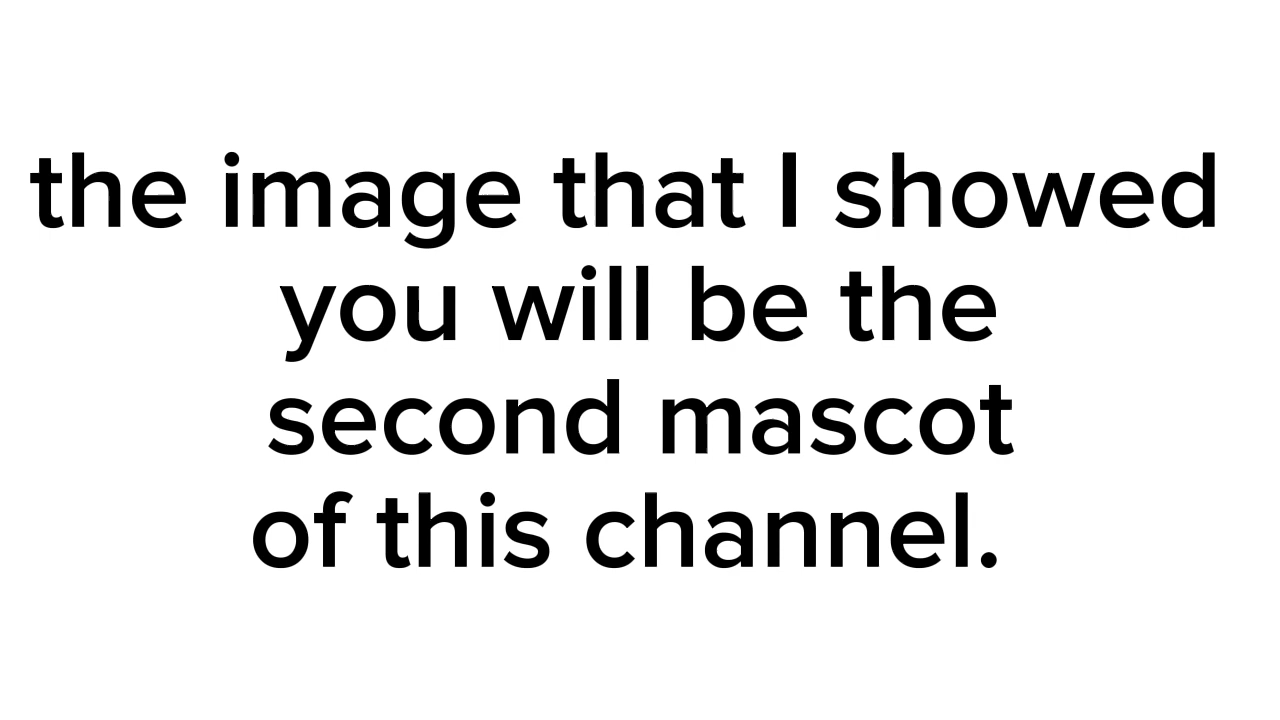 the image that I showed
you will be the
second mascot
of this channel.